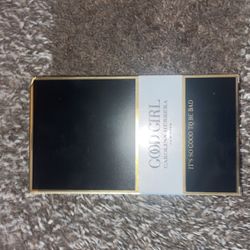 GOOD GIRL
CAROLINA HERRERA
IT'S SO GOOD TO BE BAD